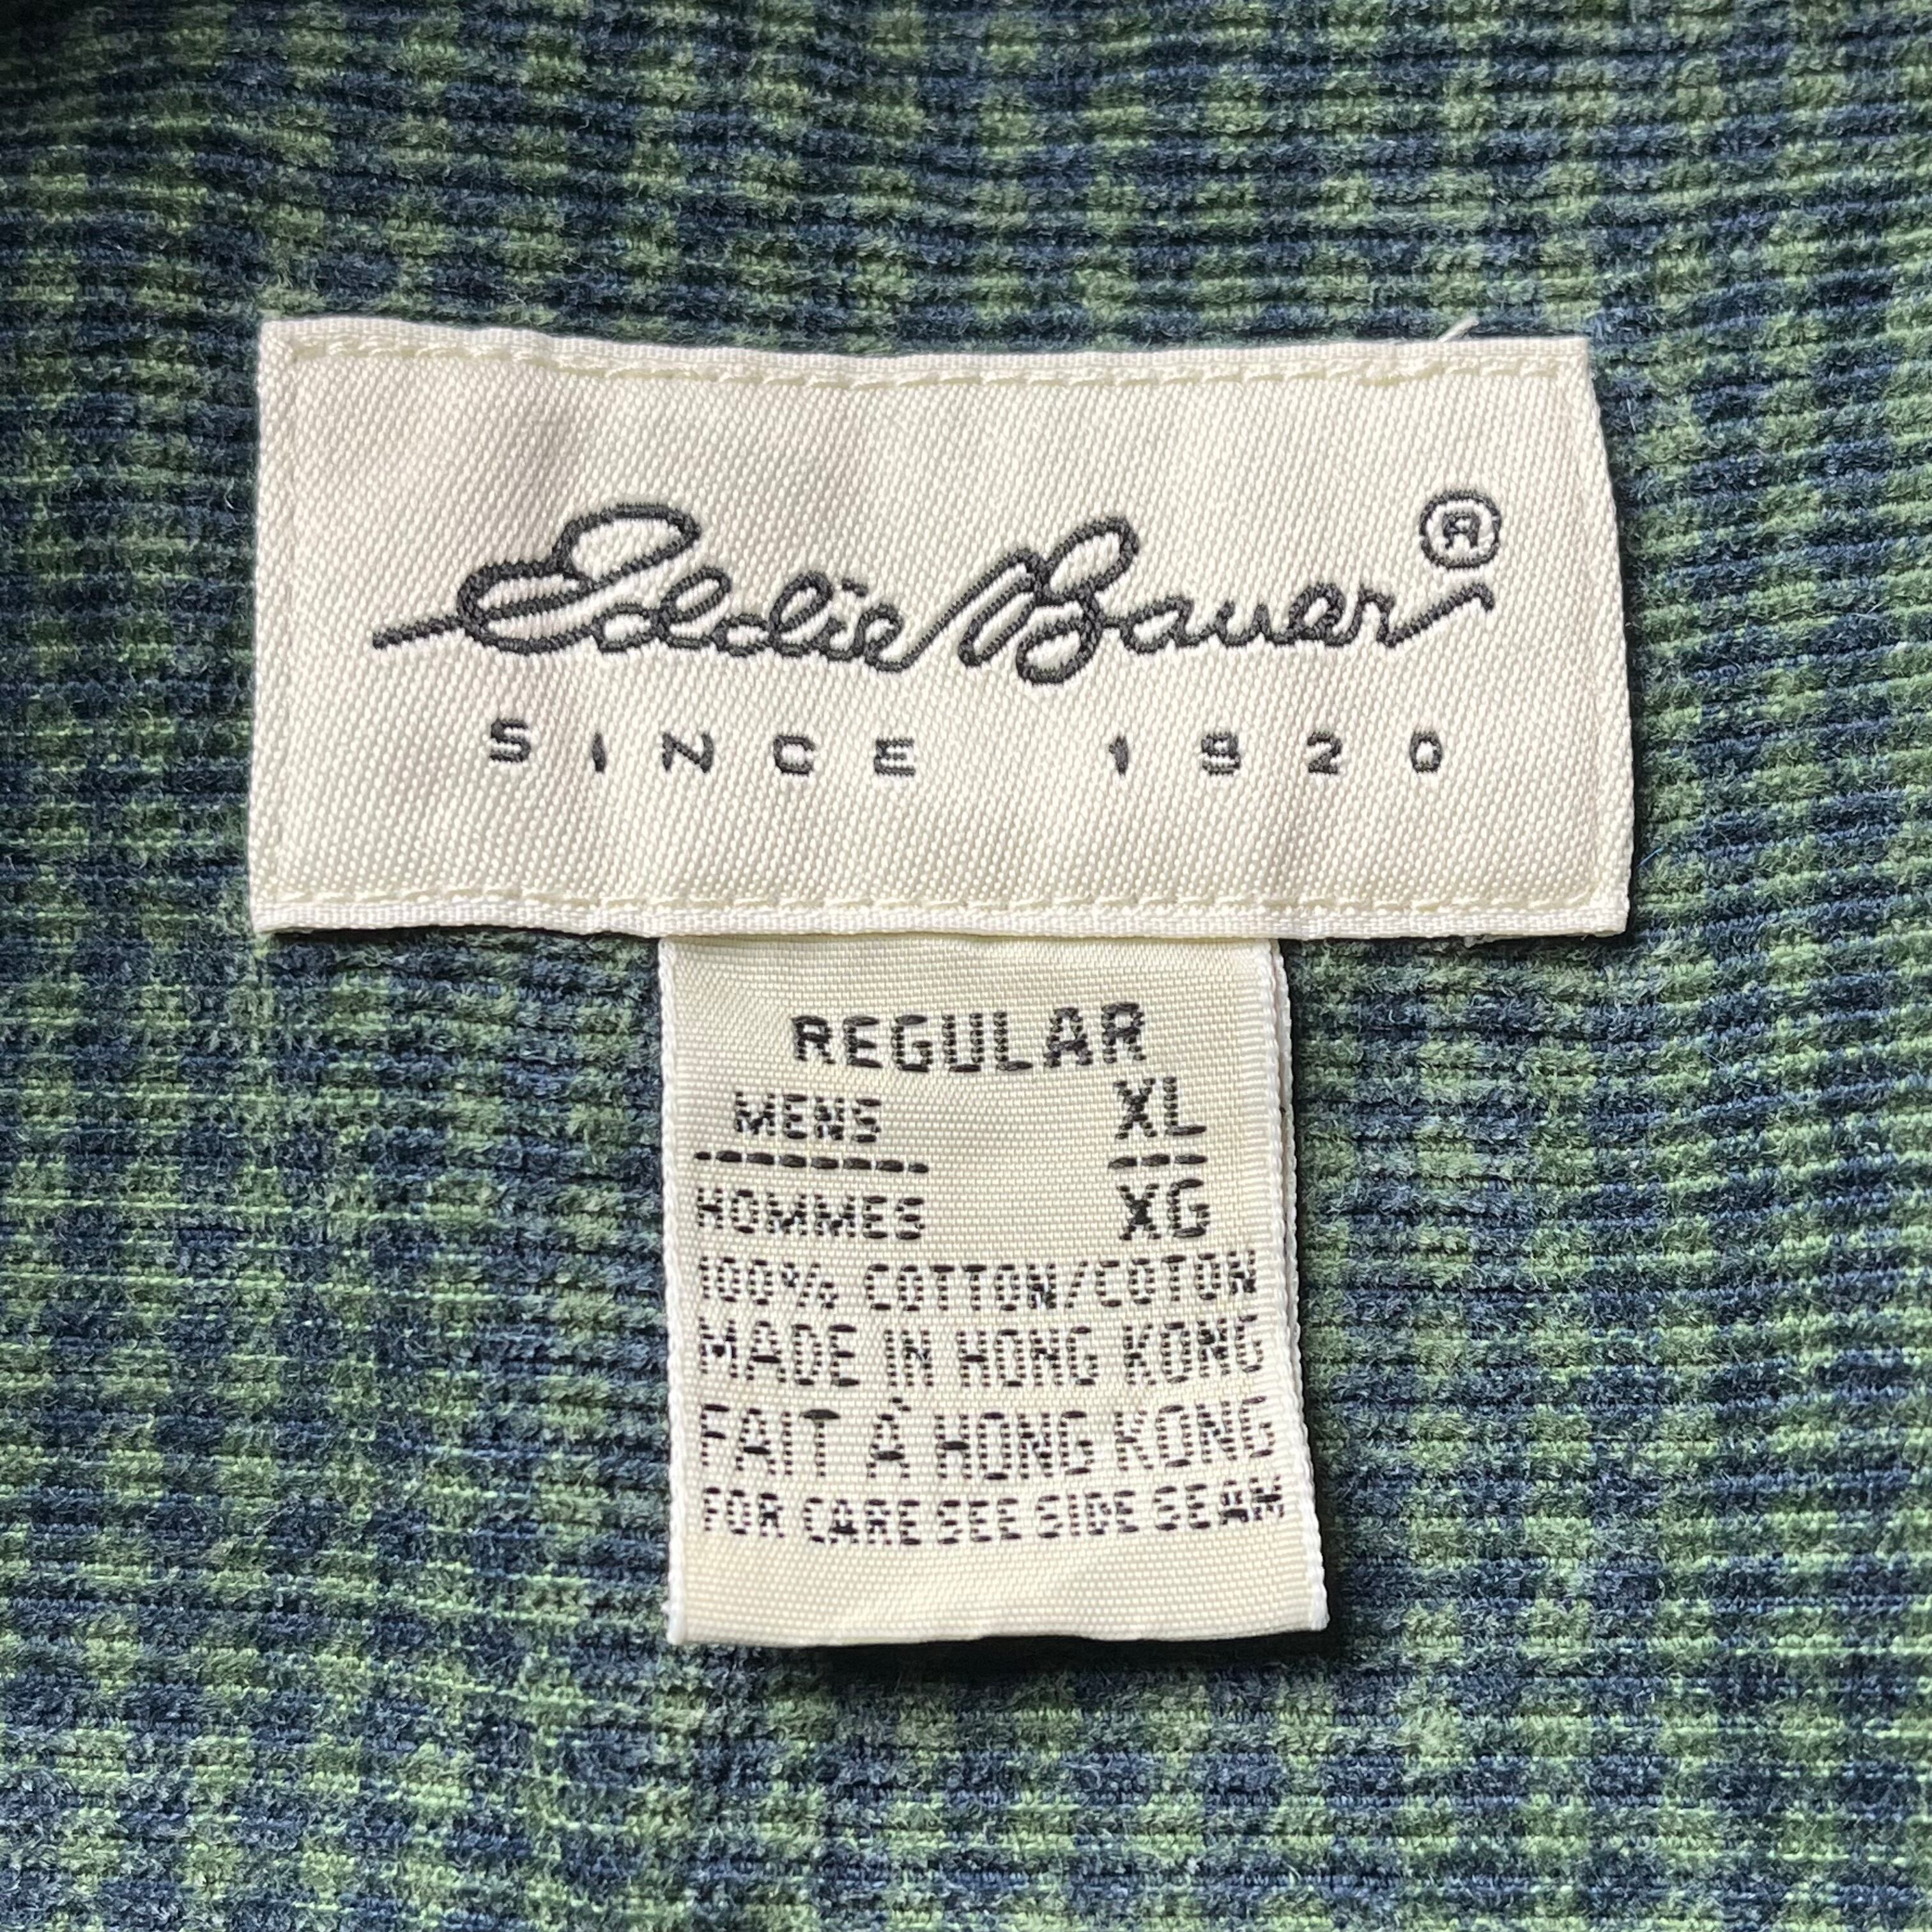 Eddie Bauer ®
SINCE 1920
REGULAR
MENS XL
HOMMES XG
100% COTTON/COTON
MADE IN HONG KONG
FAIT À HONG KONG
FOR CARE SEE SIDE SEAM